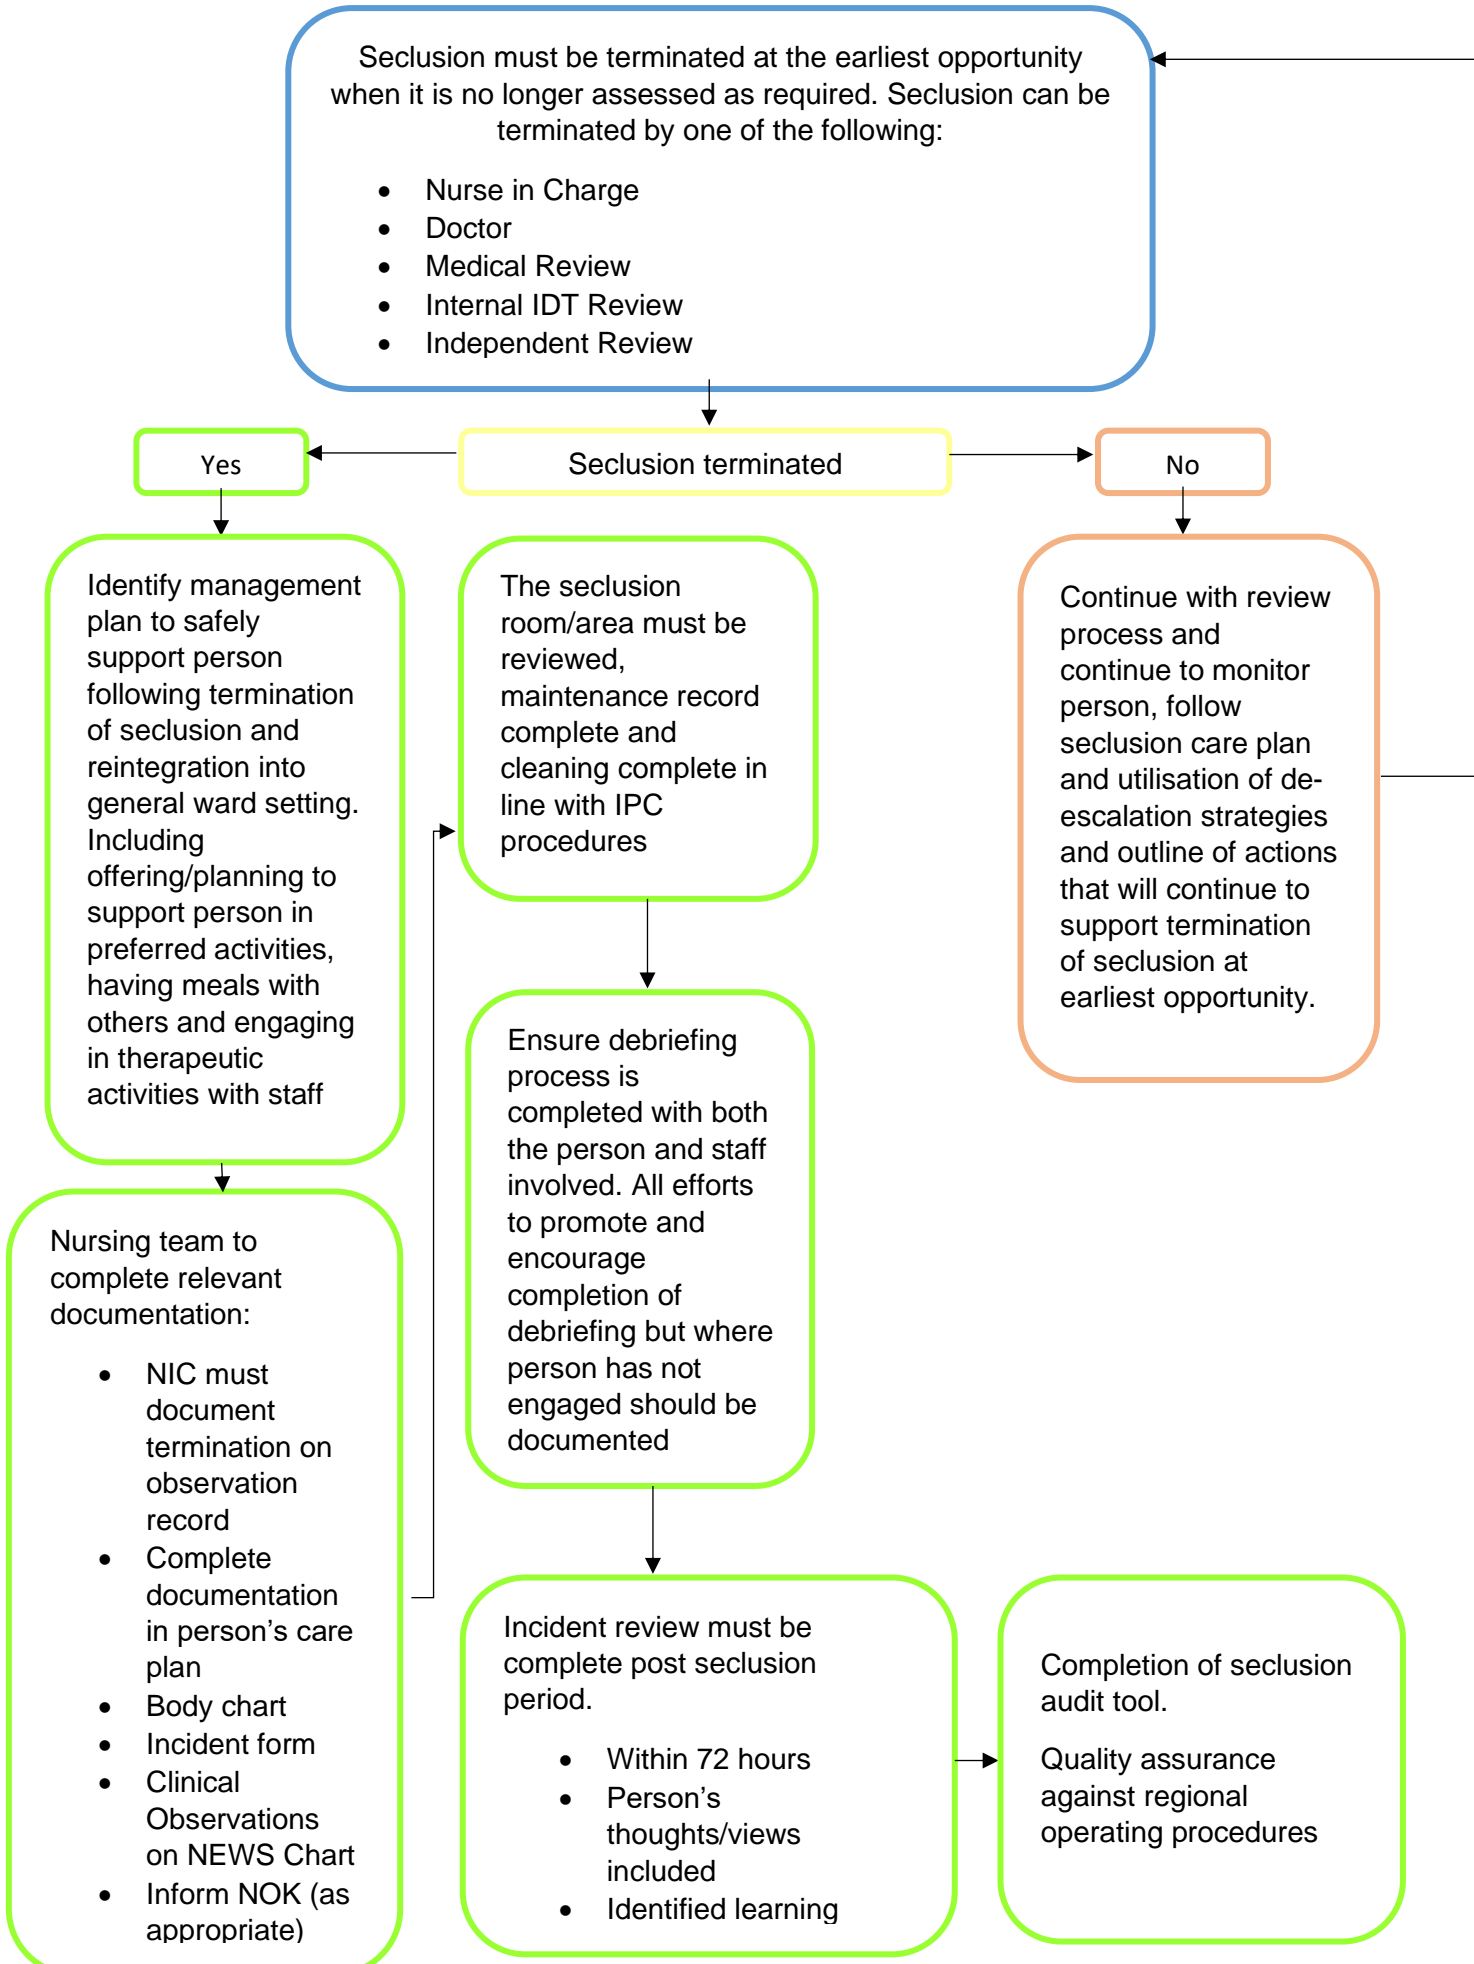 Seclusion must be terminated at the earliest opportunity
when it is no longer assessed as required. Seclusion can be
terminated by one of the following:
• Nurse in Charge
• Doctor
• Medical Review
• Internal IDT Review
• Independent Review
Yes
Seclusion terminated
No
Identify management
plan to safely
support person
following termination
of seclusion and
reintegration into
general ward setting.
Including
offering/planning to
support person in
preferred activities,
having meals with
others and engaging
in therapeutic
activities with staff
Nursing team to
complete relevant
documentation:
• NIC must
document
termination on
observation
record
• Complete
documentation
in person’s care
plan
• Body chart
• Incident form
• Clinical
Observations
on NEWS Chart
• Inform NOK (as
appropriate)
The seclusion
room/area must be
reviewed,
maintenance record
complete and
cleaning complete in
line with IPC
procedures
Ensure debriefing
process is
completed with both
the person and staff
involved. All efforts
to promote and
encourage
completion of
debriefing but where
person has not
engaged should be
documented
Incident review must be
complete post seclusion
period.
• Within 72 hours
• Person’s
thoughts/views
included
• Identified learning
Completion of seclusion
audit tool.
Quality assurance
against regional
operating procedures
Continue with review
process and
continue to monitor
person, follow
seclusion care plan
and utilisation of de-
escalation strategies
and outline of actions
that will continue to
support termination
of seclusion at
earliest opportunity.